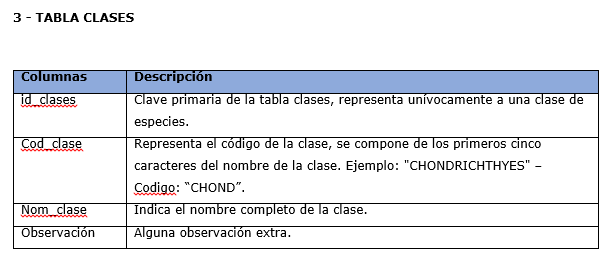 3 - TABLA CLASES
Columnas Descripción
id_clases Clave primaria de la tabla clases, representa unívocamente a una clase de
especies.
Cod_clase Representa el código de la clase, se compone de los primeros cinco
caracteres del nombre de la clase. Ejemplo: "CHONDRICHTHYES" –
Codigo: “CHOND”.
Nom_clase Indica el nombre completo de la clase.
Observación Alguna observación extra.